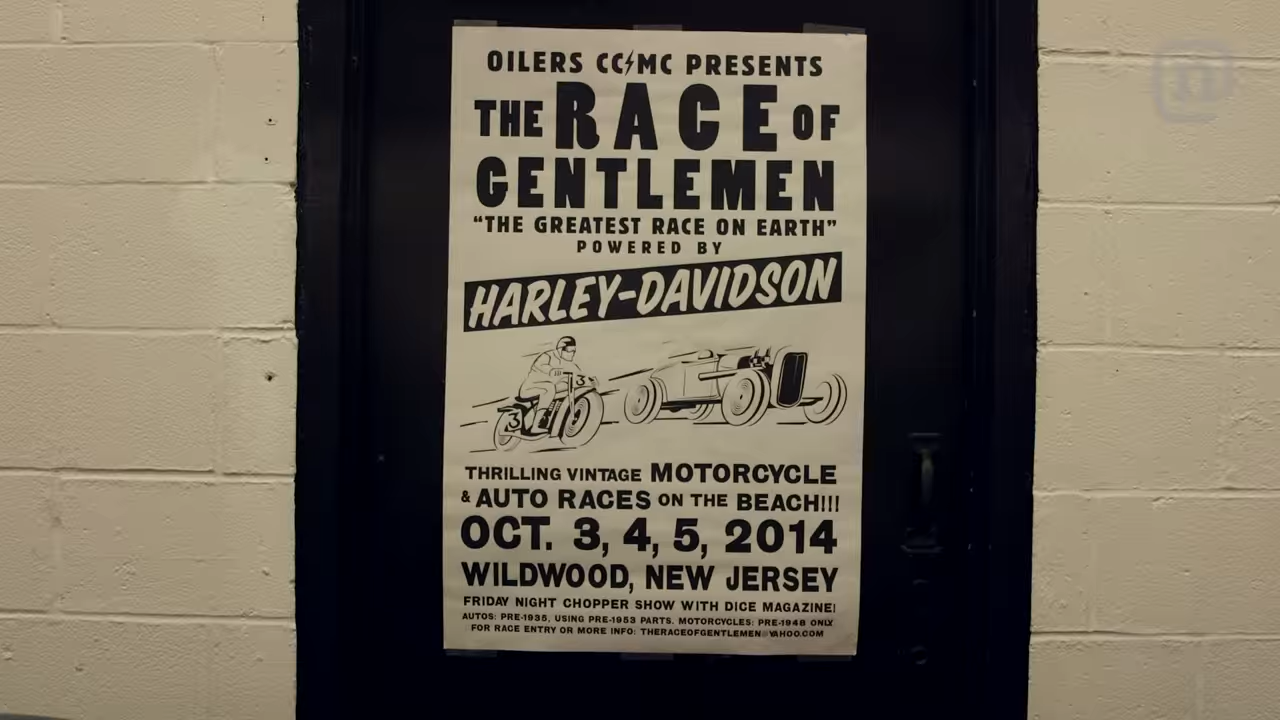 OILERS CC⚡MC PRESENTS
THE RACE OF
GENTLEMEN
“THE GREATEST RACE ON EARTH”
POWERED BY
HARLEY-DAVIDSON
3
3
THRILLING VINTAGE MOTORCYCLE
& AUTO RACES ON THE BEACH!!!
OCT. 3, 4, 5, 2014
WILDWOOD, NEW JERSEY
FRIDAY NIGHT CHOPPER SHOW WITH DICE MAGAZINE!
AUTOS: PRE-1935, USING PRE-1953 PARTS. MOTORCYCLES: PRE-1948 ONLY
FOR RACE ENTRY OR MORE INFO: THERACEOFGENTLEMEN@YAHOO.COM